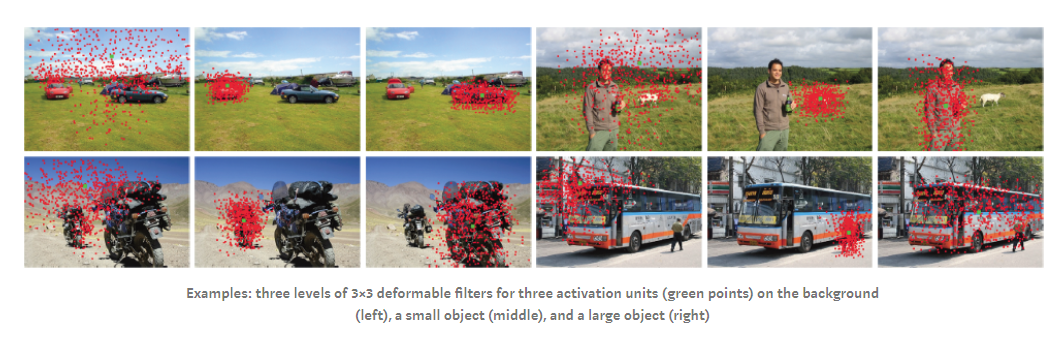 Examples: three levels of 3×3 deformable filters for three activation units (green points) on the background
(left), a small object (middle), and a large object (right)